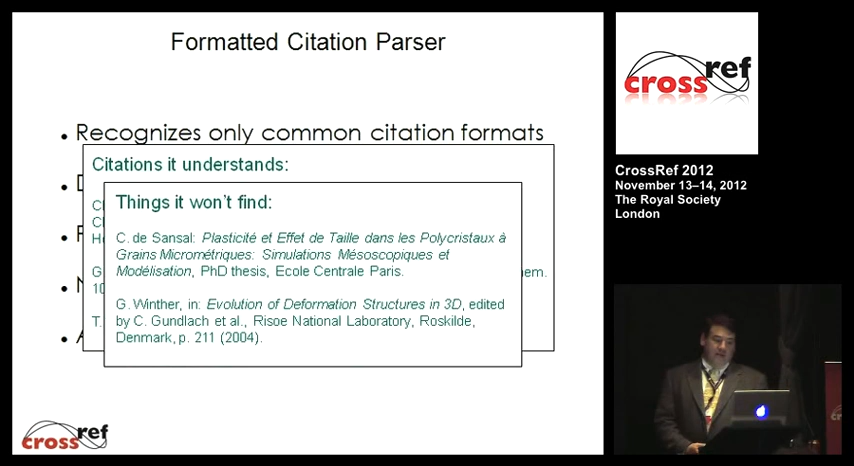 Formatted Citation Parser
Recognizes only common citation formats
Citations it understands:
Things it won't find:
C. de Sansal: Plasticité et Effet de Taille dans les Polycristaux à
Grains Micrométriques: Simulations Mésoscopiques et
Modélisation, PhD thesis, Ecole Centrale Paris.
G. Winther, in: Evolution of Deformation Structures in 3D, edited
by C. Gundlach et al., Risoe National Laboratory, Roskilde,
Denmark, p. 211 (2004).
crossref
crossref
CrossRef 2012
November 13–14, 2012
The Royal Society
London